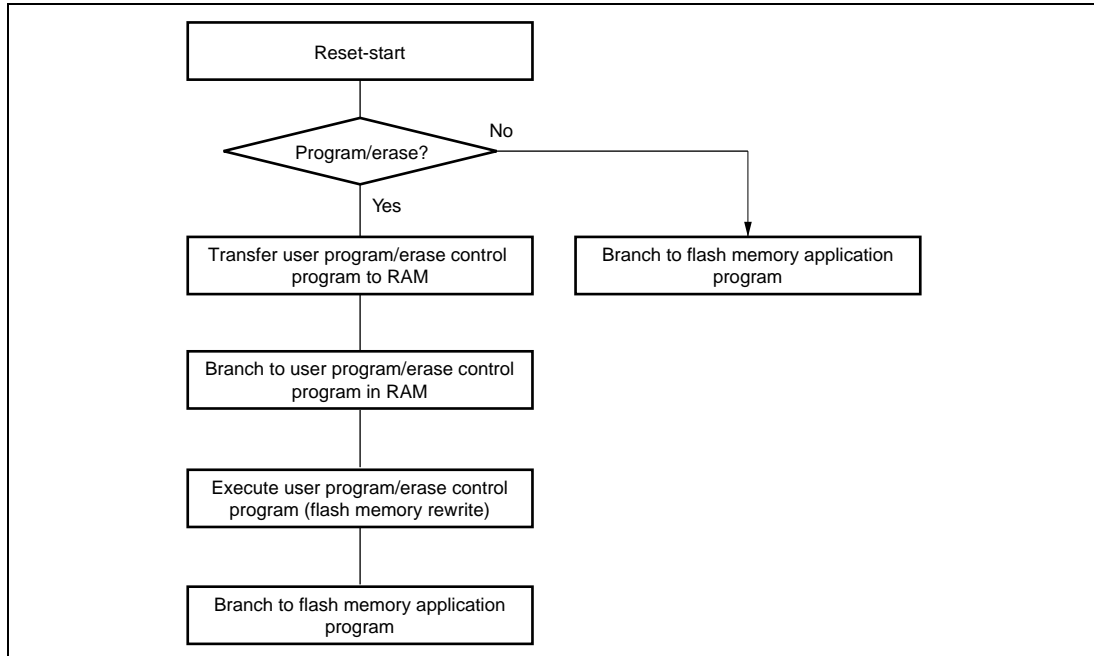 Reset-start
Program/erase?
No
Yes
Transfer user program/erase control
program to RAM
Branch to flash memory application
program
Branch to user program/erase control
program in RAM
Execute user program/erase control
program (flash memory rewrite)
Branch to flash memory application
program